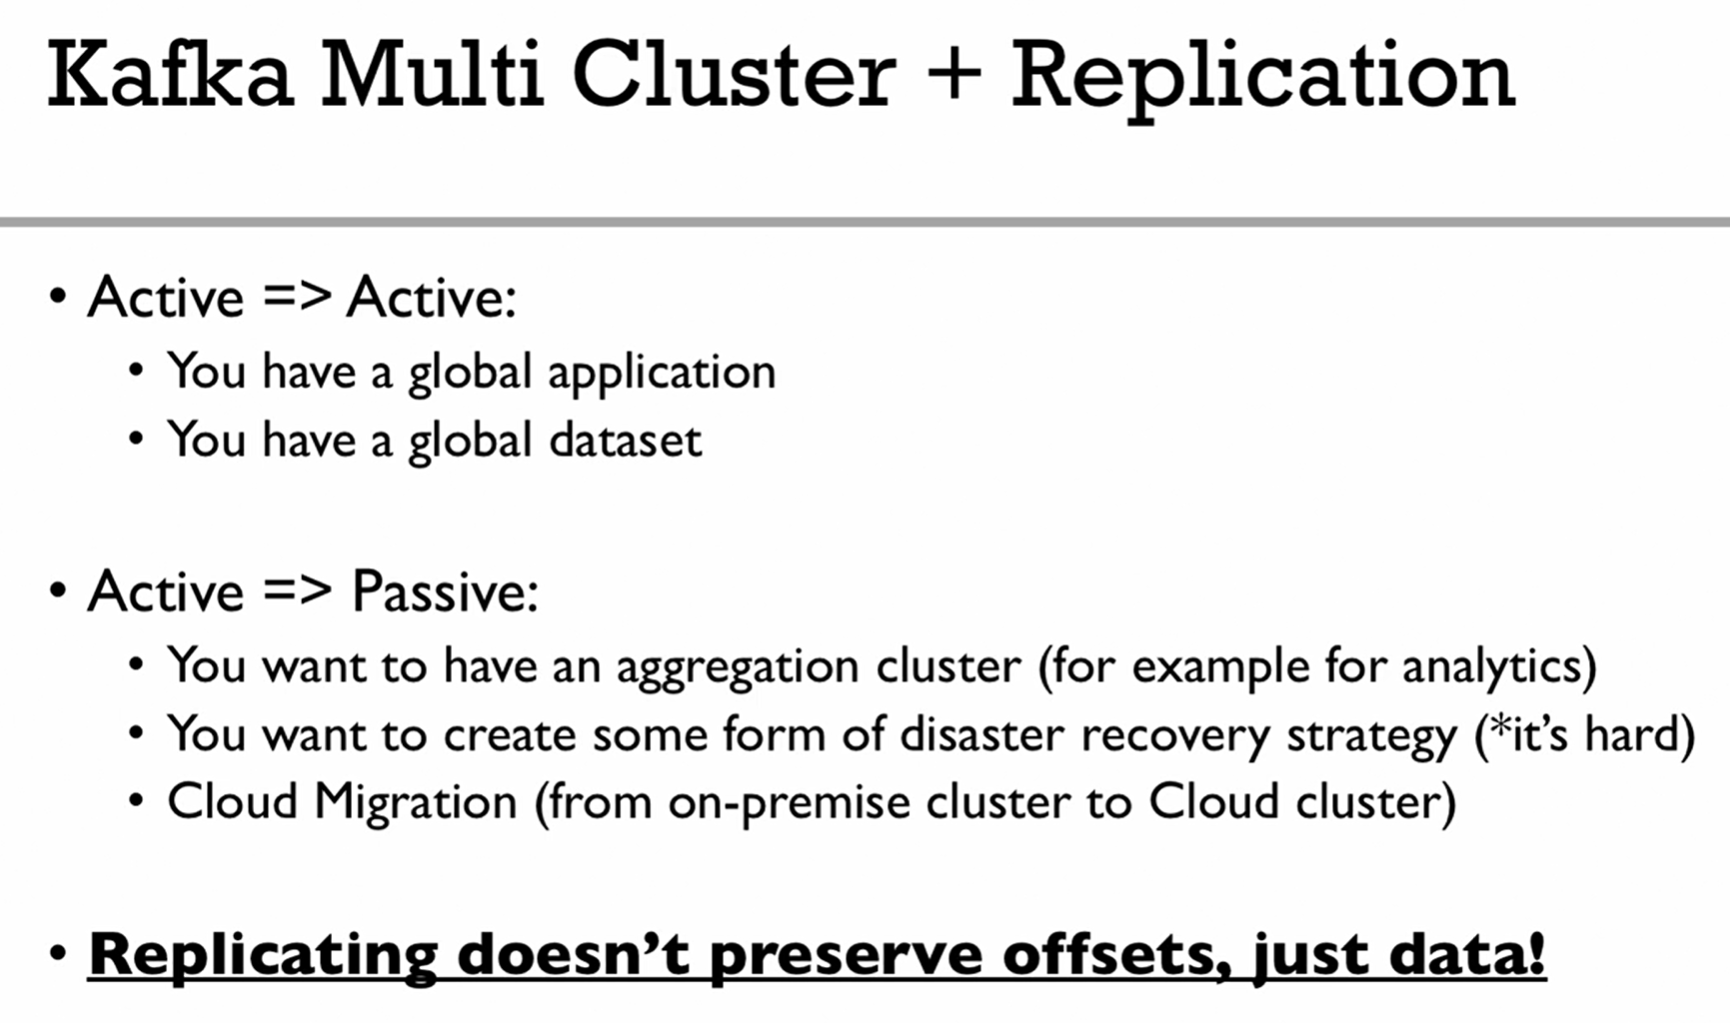 Kafka Multi Cluster + Replication
• Active => Active:
• You have a global application
• You have a global dataset
• Active => Passive:
• You want to have an aggregation cluster (for example for analytics)
• You want to create some form of disaster recovery strategy (*it’s hard)
• Cloud Migration (from on-premise cluster to Cloud cluster)
• Replicating doesn’t preserve offsets, just data!